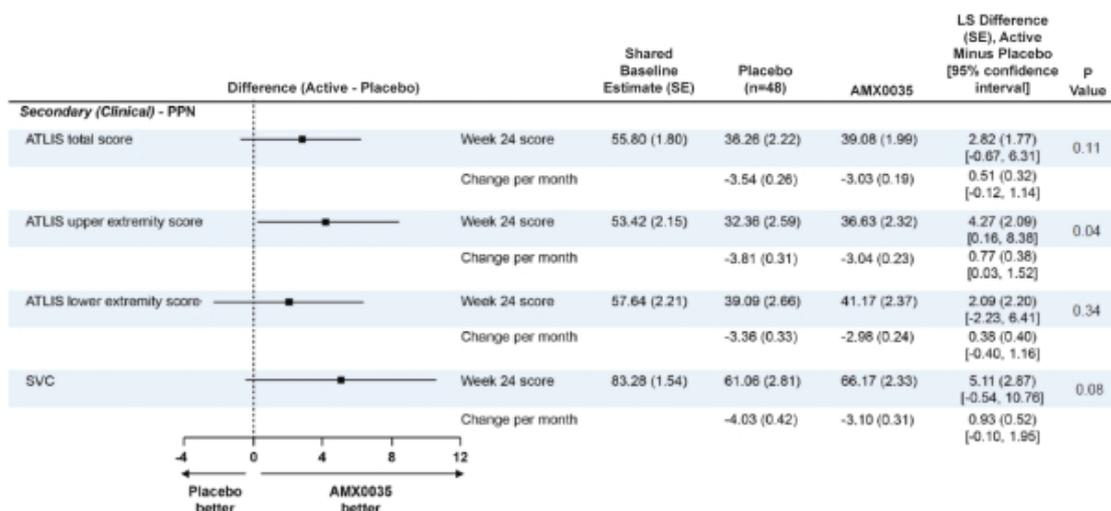 Difference (Active - Placebo)
Shared
Baseline
Estimate (SE)
Placebo
(n=48)
AMX0035
LS Difference
(SE), Active
Minus Placebo
[95% confidence
interval]
P
Value
Secondary (Clinical) - PPN
ATLIS total score Week 24 score 55.80 (1.80) 36.26 (2.22) 39.08 (1.99) 2.82 (1.77) 0.11
[-0.67, 6.31]
Change per month -3.54 (0.26) -3.03 (0.19) 0.51 (0.32)
[-0.12, 1.14]
ATLIS upper extremity score Week 24 score 53.42 (2.15) 32.36 (2.59) 36.63 (2.32) 4.27 (2.09) 0.04
[0.16, 8.38]
Change per month -3.81 (0.31) -3.04 (0.23) 0.77 (0.38)
[0.03, 1.52]
ATLIS lower extremity score Week 24 score 57.64 (2.21) 39.09 (2.66) 41.17 (2.37) 2.09 (2.20) 0.34
[-2.23, 6.41]
Change per month -3.36 (0.33) -2.98 (0.24) 0.38 (0.40)
[-0.40, 1.16]
SVC Week 24 score 83.28 (1.54) 61.06 (2.81) 66.17 (2.33) 5.11 (2.87) 0.08
[-0.54, 10.76]
Change per month -4.03 (0.42) -3.10 (0.31) 0.93 (0.52)
[-0.10, 1.95]
-4 0 4 8 12
Placebo
better
AMX0035
better